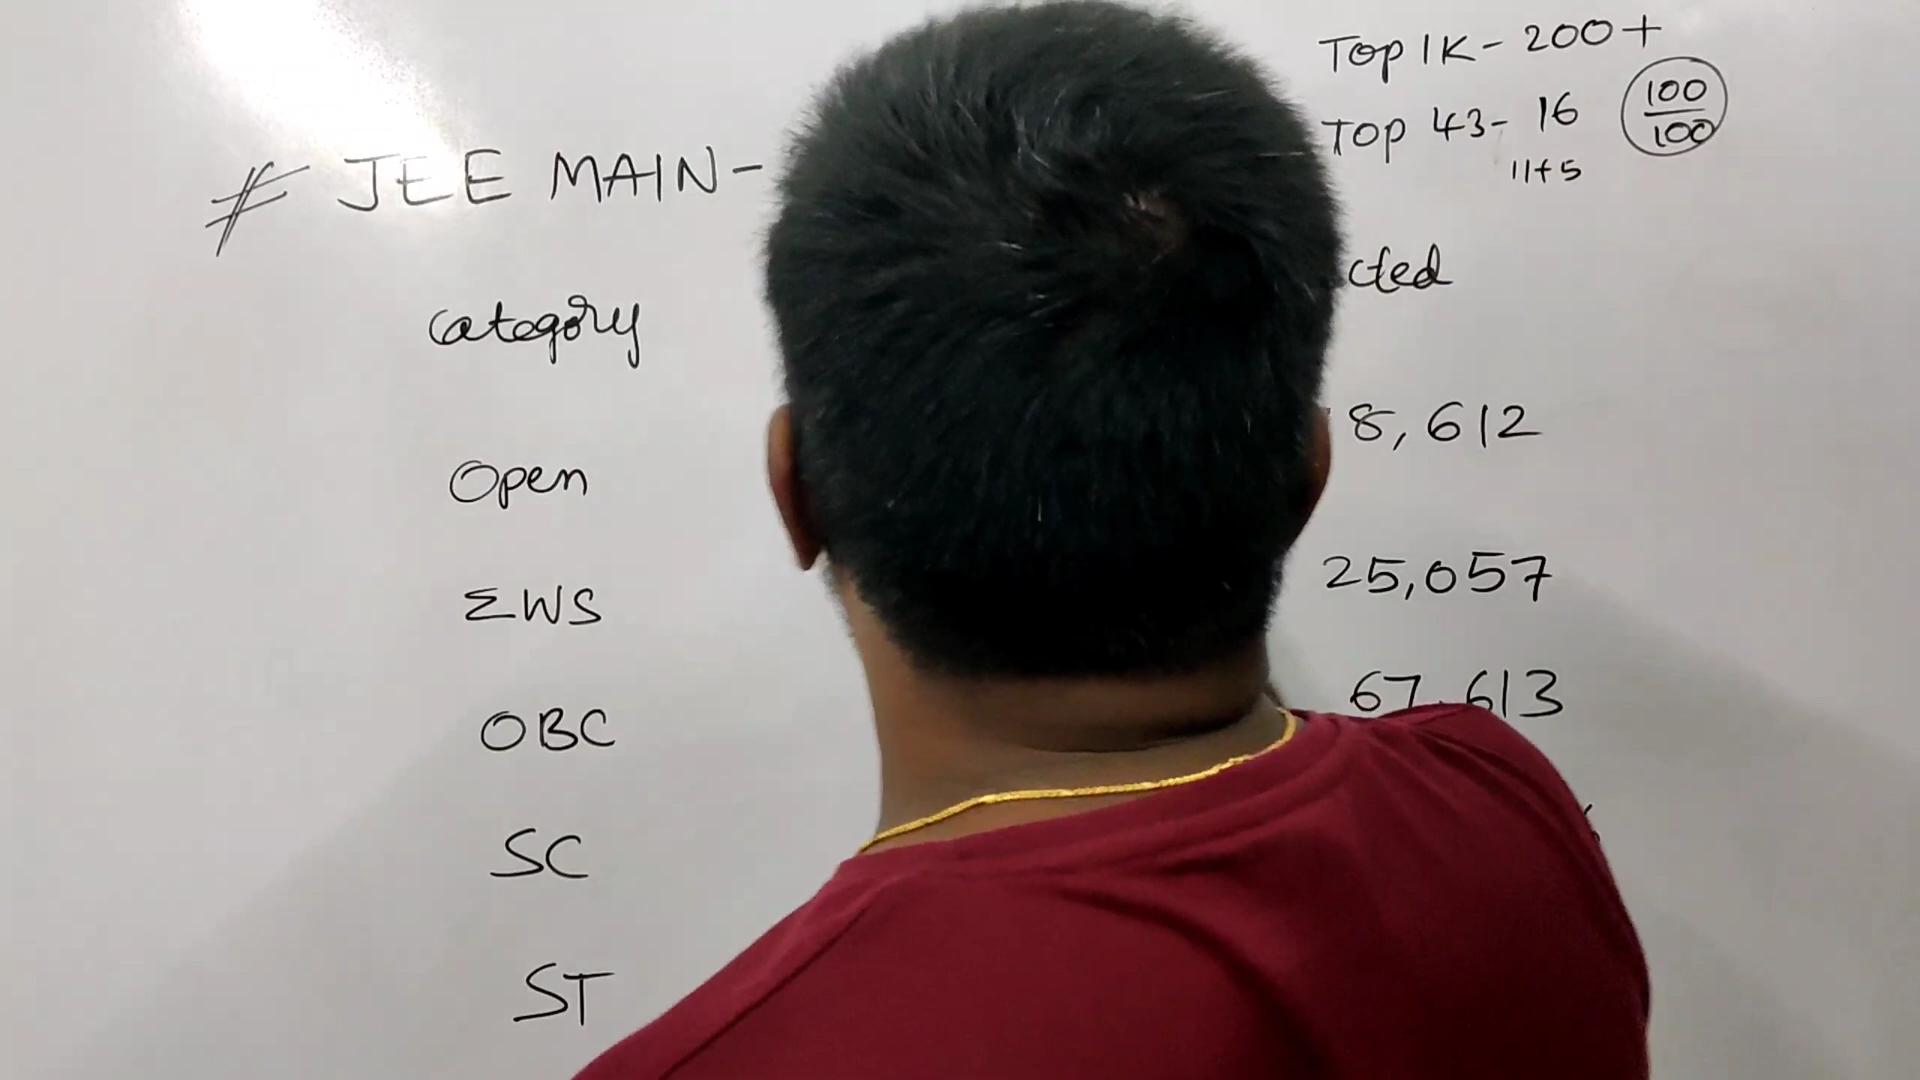 Top 1K - 200+
Top 43 - 16 100/100
11+5
# JEE MAIN -
cted
Category
8,612
Open
25,057
EWS
67,613
OBC
SC
ST